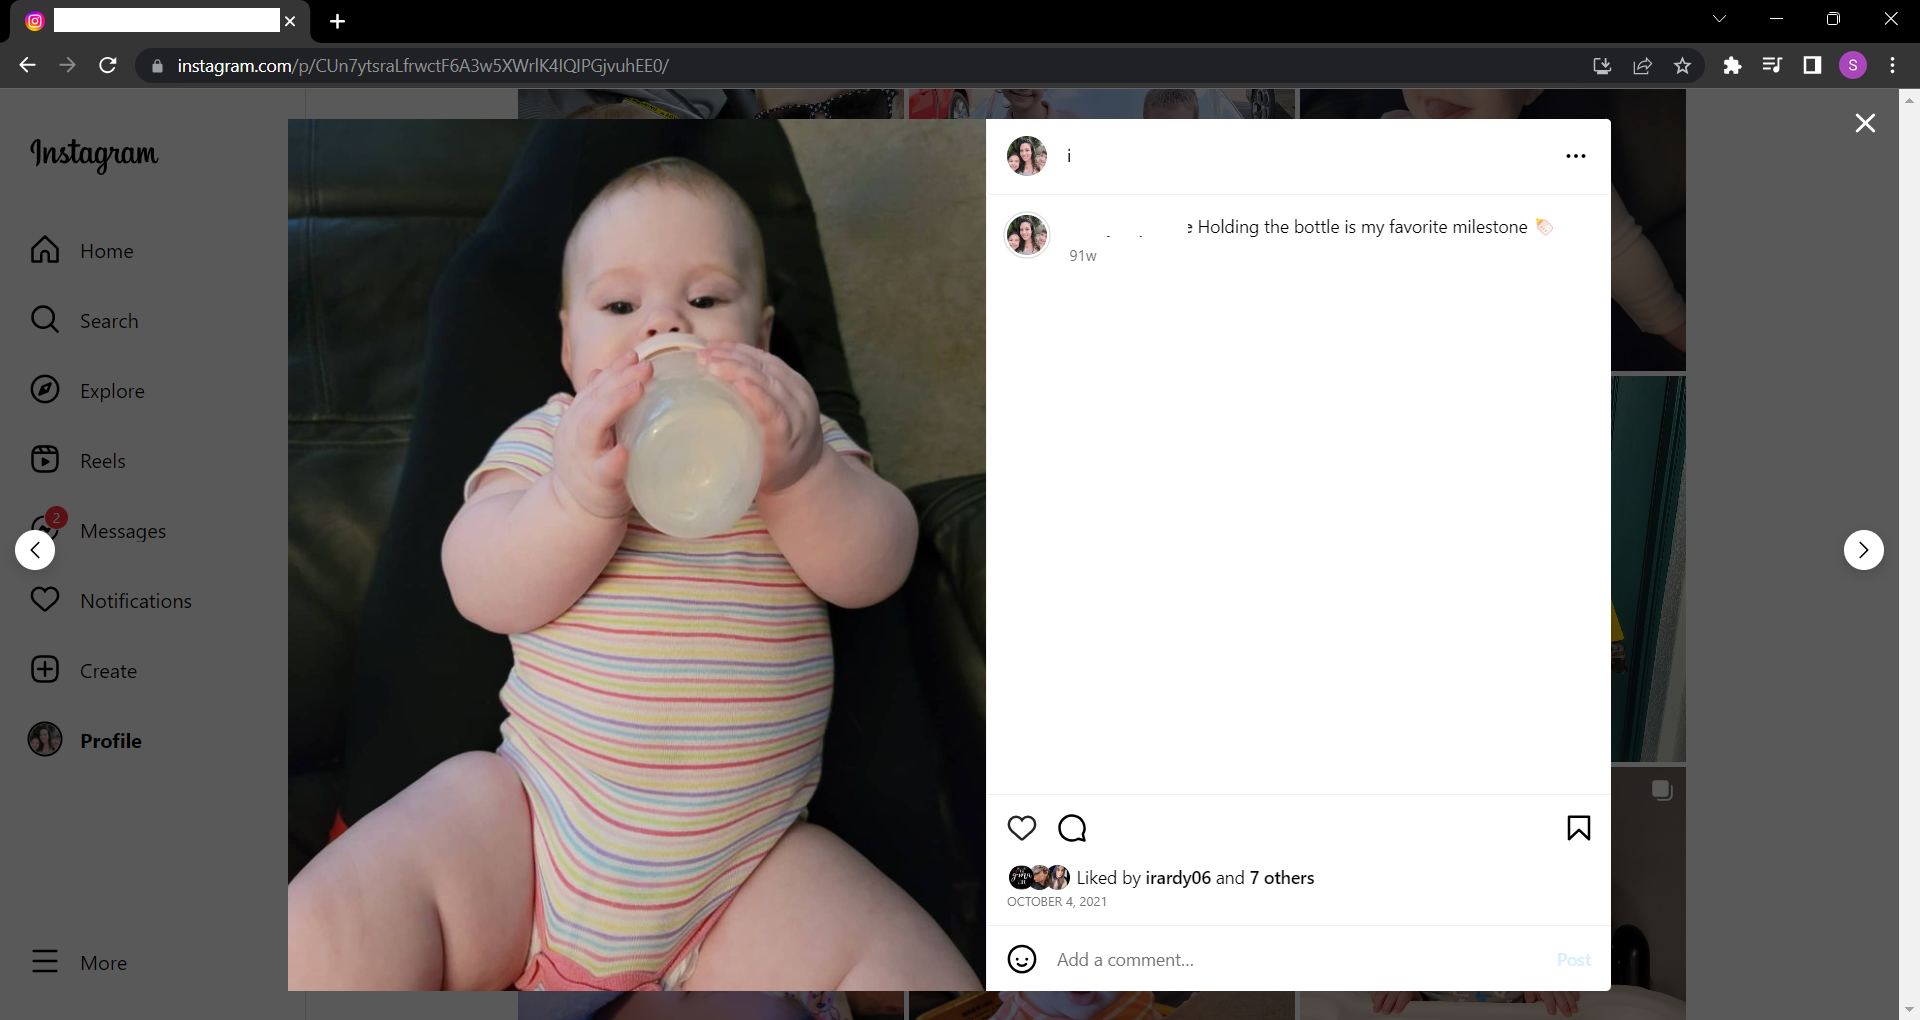 instagram.com/p/CUn7ytsraLfrwctF6A3w5XWrlK4IQIPGjvuhEE0/
S
Instagram
Home
Search
Explore
Reels
2
Messages
Notifications
Create
Profile
More
i
e Holding the bottle is my favorite milestone
91w
Liked by irardy06 and 7 others
OCTOBER 4, 2021
Add a comment...
Post